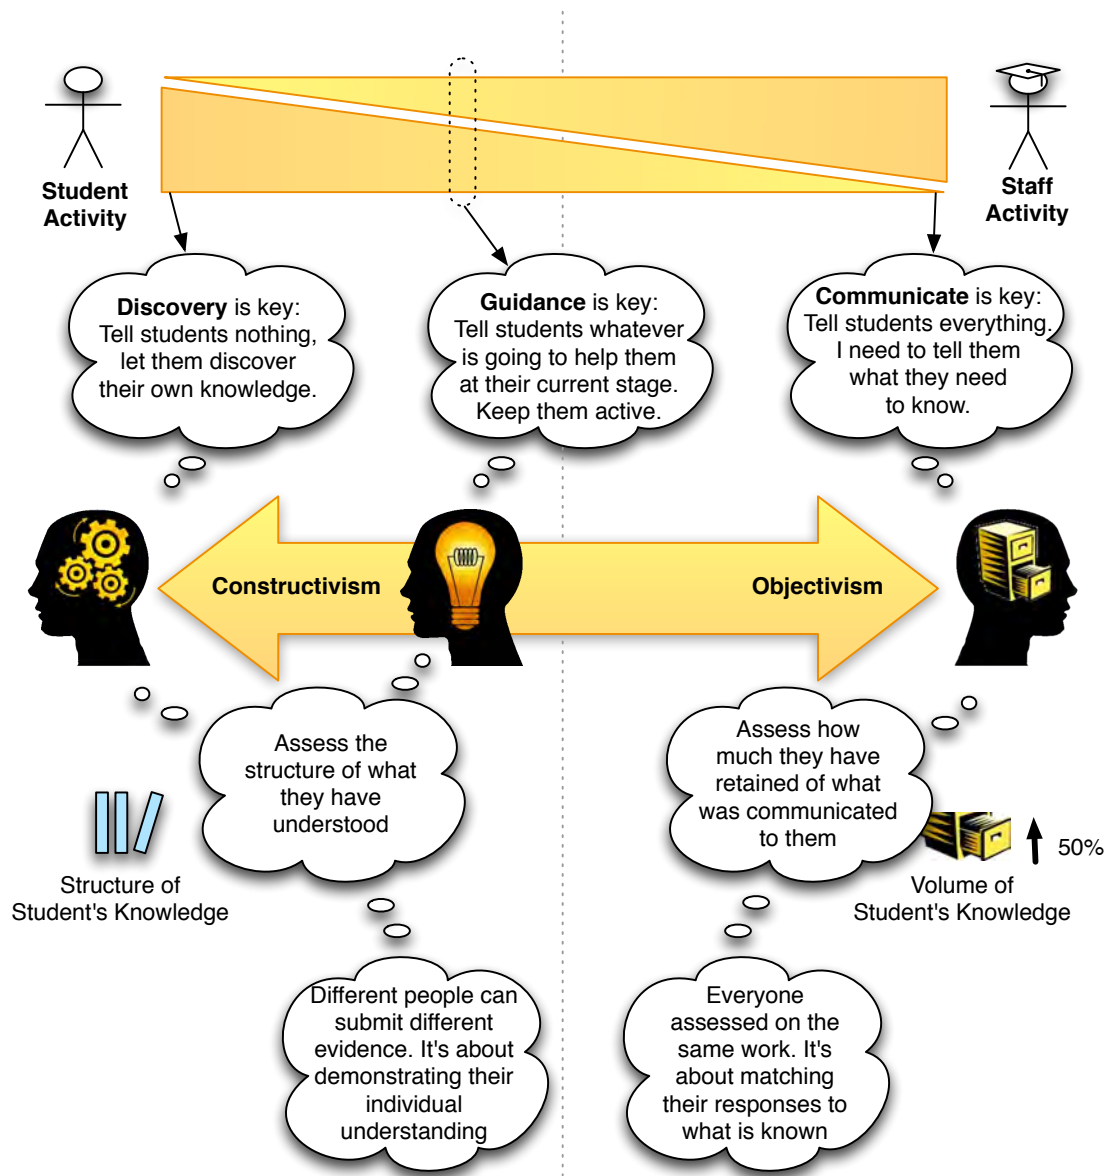 Student
Activity
Staff
Activity
Discovery is key:
Tell students nothing,
let them discover
their own knowledge.
Guidance is key:
Tell students whatever
is going to help them
at their current stage.
Keep them active.
Communicate is key:
Tell students everything.
I need to tell them
what they need
to know.
Constructivism
Objectivism
Assess the
structure of what
they have
understood
Assess how
much they have
retained of what
was communicated
to them
Structure of
Student's Knowledge
50%
Volume of
Student's Knowledge
Different people can
submit different
evidence. It's about
demonstrating their
individual
understanding
Everyone
assessed on the
same work. It's
about matching
their responses to
what is known